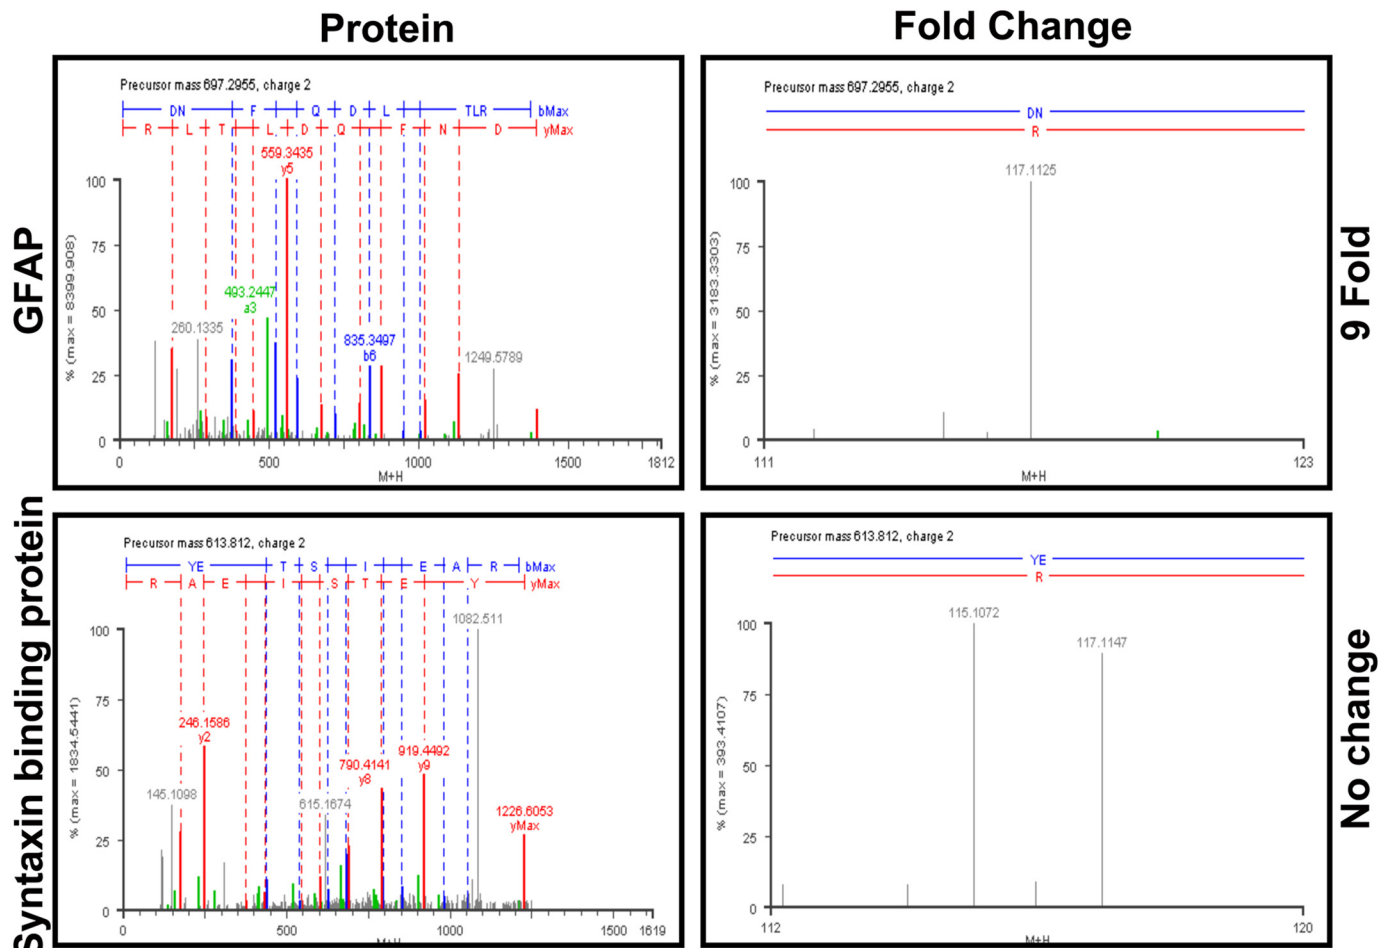 Protein
Fold Change
GFAP
Precursor mass 697.2955, charge 2
DN F Q D L TLR bMax
R L T L D Q F N D yMax
559.3435
y5
493.2447
a3
260.1335
835.3497
b6
1249.5789
% (max = 8399.908)
100
75
50
25
0
0 500 1000 1500 1812
M+H
Precursor mass 697.2955, charge 2
DN
R
117.1125
% (max = 3183.3303)
100
75
50
25
0
111 123
M+H
9 Fold
Syntaxin binding protein
Precursor mass 613.812, charge 2
YE T S I E A R bMax
R A E I S T E Y yMax
1082.511
246.1586
y2
145.1098
615.1674
790.4141
y8
919.4492
y9
1226.6053
yMax
% (max = 1834.5441)
100
75
50
25
0
0 500 1000 1500 1619
M+H
Precursor mass 613.812, charge 2
YE
R
115.1072
117.1147
% (max = 393.4107)
100
75
50
25
0
112 120
M+H
No change